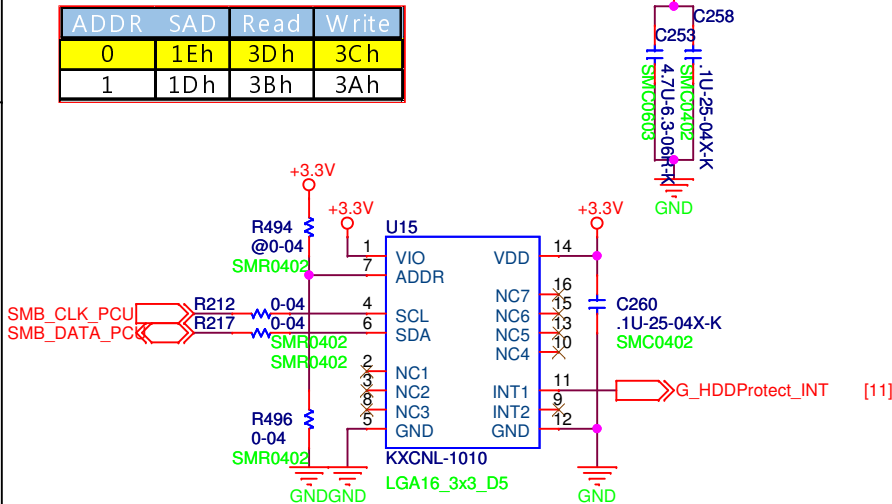 ADDR SAD Read Write
0 1Eh 3Dh 3Ch
1 1Dh 3Bh 3Ah
C258
C253
SMC0603
4.7U-6.3-06R-K
SMC0402
.1U-25-04X-K
GND
+3.3V
+3.3V
+3.3V
R494
@0-04
SMR0402
U15
1 VIO
7 ADDR
4 SCL
6 SDA
2 NC1
3 NC2
8 NC3
5 GND
VDD 14
NC7 16
NC6 15
NC5 13
NC4 10
INT1 11
INT2 9
GND 12
SMB_CLK_PCU
R212 0-04
SMB_DATA_PCU
R217 0-04
SMR0402
SMR0402
C260
.1U-25-04X-K
SMC0402
G_HDDProtect_INT [11]
R496
0-04
SMR0402
KXCNL-1010
LGA16_3x3_D5
GND
GND
GND